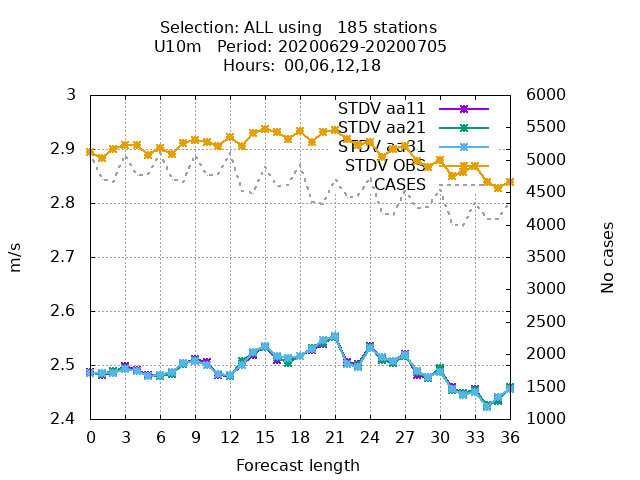 Selection: ALL using   185 stations
U10m   Period: 20200629-20200705
Hours:  00,06,12,18
3
2.9
2.8
2.7
2.6
2.5
2.4
m/s
STDV aa11
STDV aa21
STDV aa31
STDV OBS
CASES
6000
5500
5000
4500
4000
3500
3000
2500
2000
1500
1000
No cases
0 3 6 9 12 15 18 21 24 27 30 33 36
Forecast length